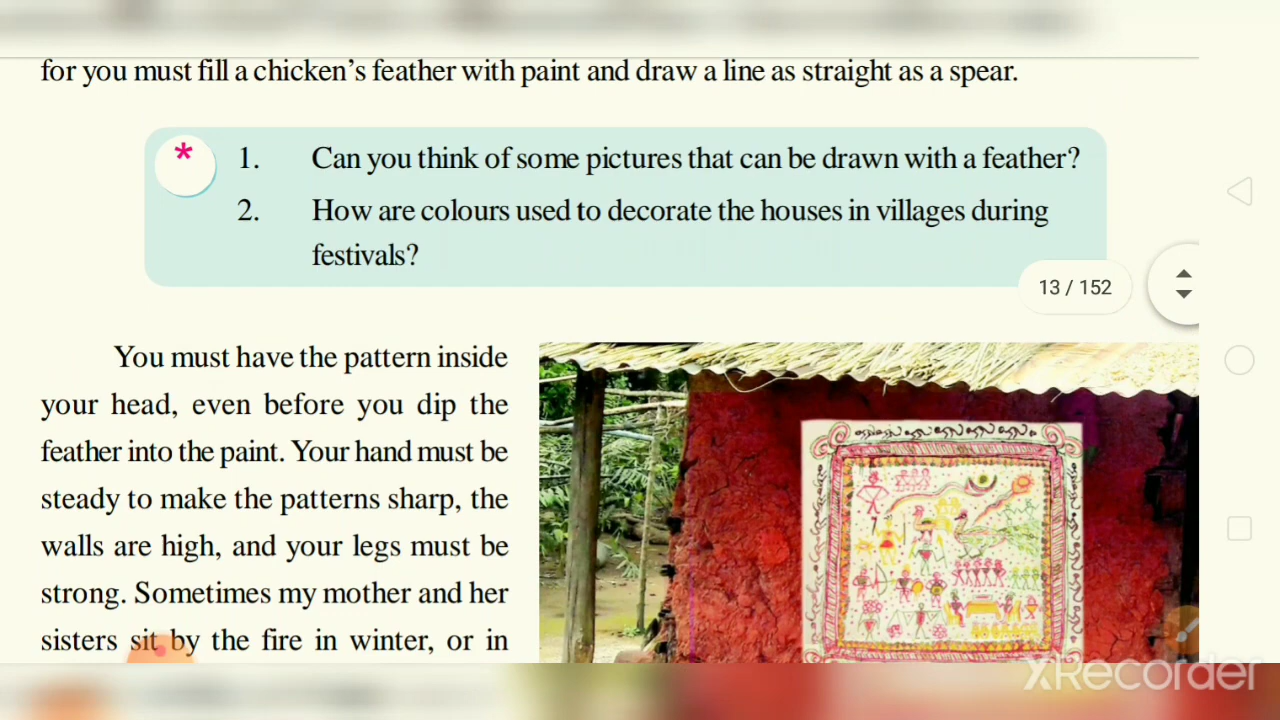 for you must fill a chicken's feather with paint and draw a line as straight as a spear.
*
1. Can you think of some pictures that can be drawn with a feather?
2. How are colours used to decorate the houses in villages during
festivals?
13 / 152
You must have the pattern inside
your head, even before you dip the
feather into the paint. Your hand must be
steady to make the patterns sharp, the
walls are high, and your legs must be
strong. Sometimes my mother and her
sisters sit by the fire in winter, or in
XRecorder